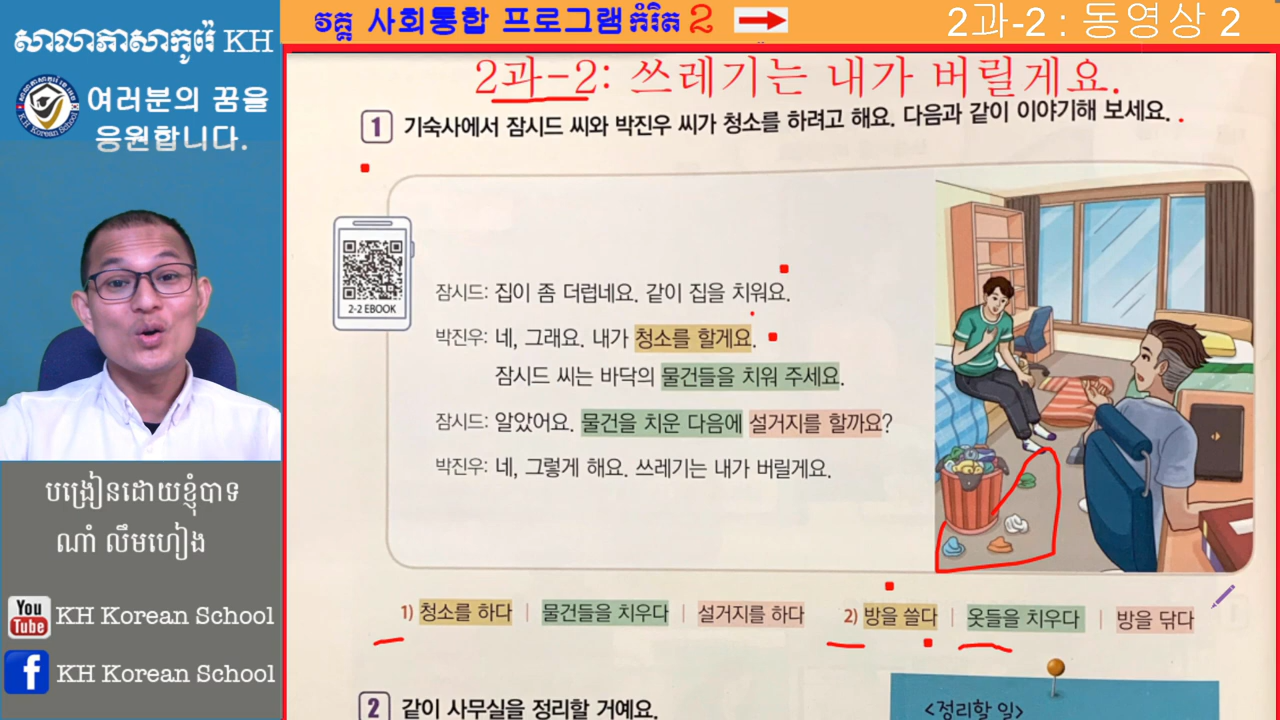 សាលាភាសាកូរ៉េ KH
여러분의 꿈을
응원합니다.
វគ្គ 사회통합 프로그램 កំរិត 2
2과-2 : 동영상 2
2과-2: 쓰레기는 내가 버릴게요.
1 기숙사에서 잠시드 씨와 박진우 씨가 청소를 하려고 해요. 다음과 같이 이야기해 보세요.
2-2 EBOOK
잠시드: 집이 좀 더럽네요. 같이 집을 치워요.
박진우: 네, 그래요. 내가 청소를 할게요.
잠시드 씨는 바닥의 물건들을 치워 주세요.
잠시드: 알았어요. 물건을 치운 다음에 설거지를 할까요?
박진우: 네, 그렇게 해요. 쓰레기는 내가 버릴게요.
1) 청소를 하다 | 물건들을 치우다 | 설거지를 하다
2) 방을 쓸다 | 옷들을 치우다 | 방을 닦다
2 같이 사무실을 정리할 거예요.
<정리할 일>
បង្រៀនដោយខ្ញុំបាទ
ណាំ លឹមហៀង
You Tube KH Korean School
f KH Korean School